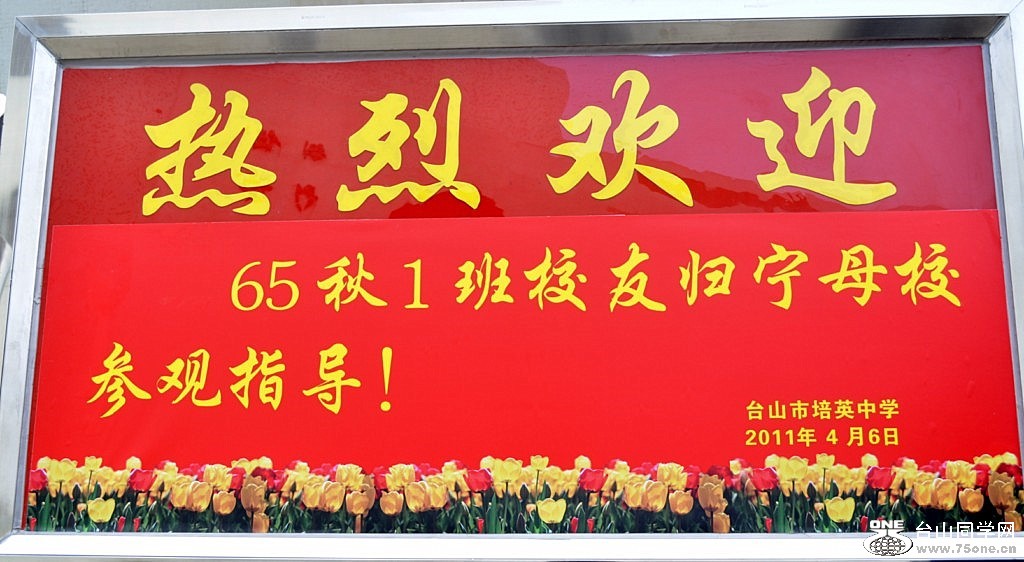 热烈欢迎
65秋1班校友归宁母校
参观指导！
台山市培英中学
2011年 4 月6日
ONE 台山同学网
www.75one.cn